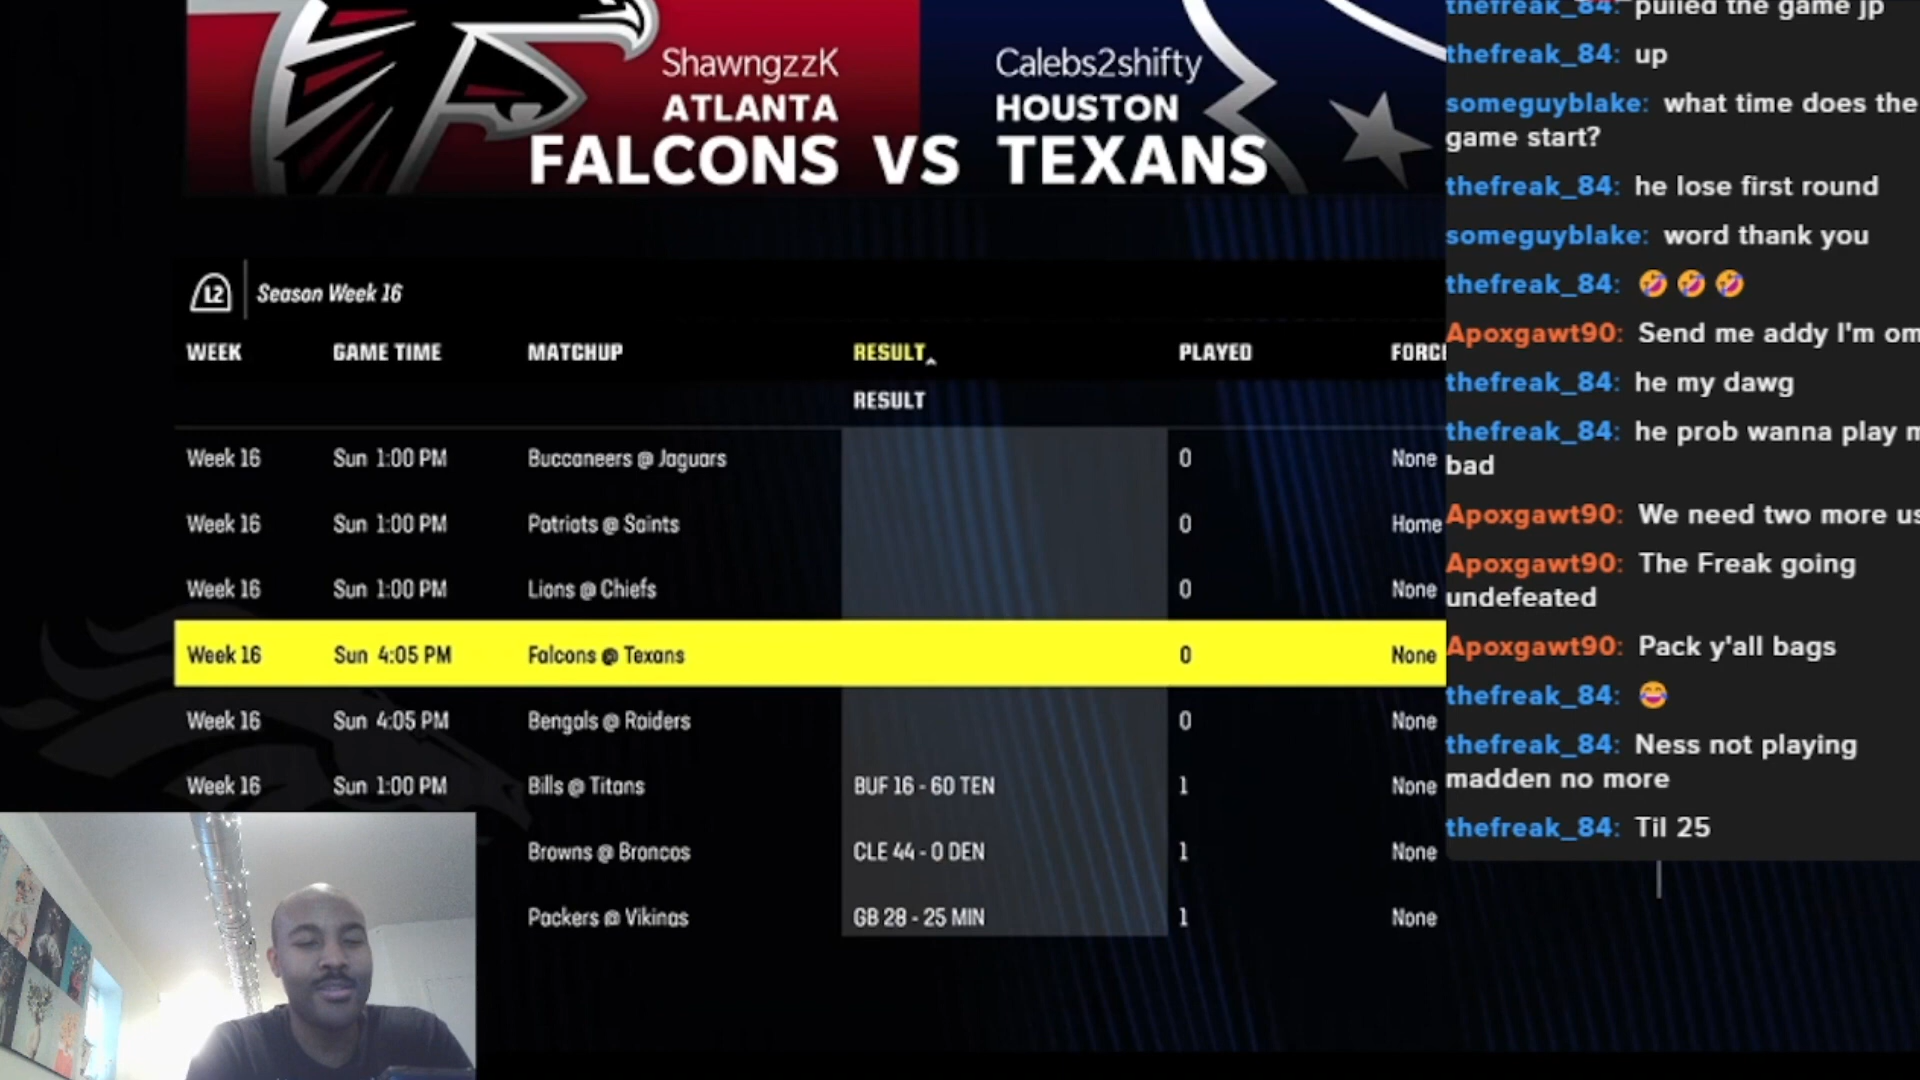 ShawngzzK
ATLANTA
FALCONS VS TEXANS
Calebs2shifty
HOUSTON
L2 Season Week 16
WEEK GAME TIME MATCHUP RESULT PLAYED
RESULT
Week 16 Sun 1:00 PM Buccaneers @ Jaguars 0 None
Week 16 Sun 1:00 PM Patriots @ Saints 0 Home
Week 16 Sun 1:00 PM Lions @ Chiefs 0 None
Week 16 Sun 4:05 PM Falcons @ Texans 0 None
Week 16 Sun 4:05 PM Bengals @ Raiders 0 None
Week 16 Sun 1:00 PM Bills @ Titans BUF 16 - 60 TEN 1 None
Browns @ Broncos CLE 44 - 0 DEN 1 None
Packers @ Vikings GB 28 - 25 MIN 1 None
thefreak_84: pulled the game jp
thefreak_84: up
someguyblake: what time does the
game start?
thefreak_84: he lose first round
someguyblake: word thank you
thefreak_84: 🤣 🤣 🤣
Apoxgawt90: Send me addy I'm
thefreak_84: he my dawg
thefreak_84: he prob wanna play
bad
Apoxgawt90: We need two more
Apoxgawt90: The Freak going
undefeated
Apoxgawt90: Pack y'all bags
thefreak_84: 😂
thefreak_84: Ness not playing
madden no more
thefreak_84: Til 25